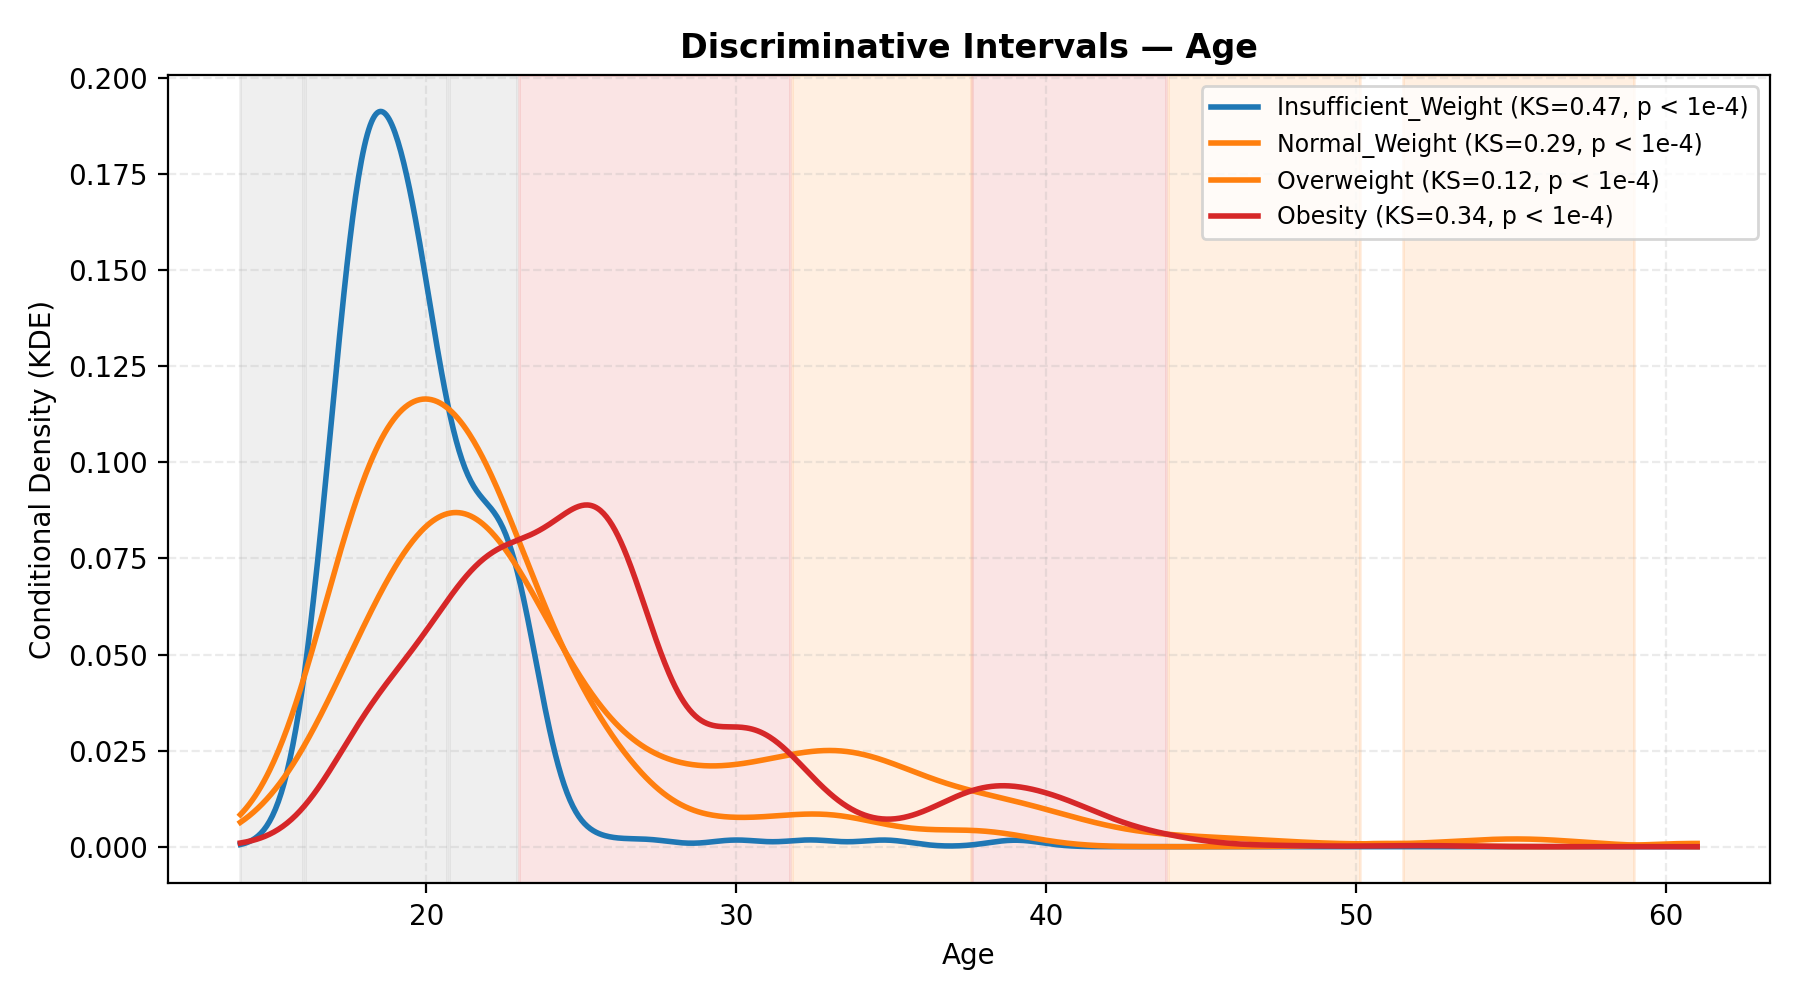 Discriminative Intervals — Age
Insufficient_Weight (KS=0.47, p < 1e-4)
Normal_Weight (KS=0.29, p < 1e-4)
Overweight (KS=0.12, p < 1e-4)
Obesity (KS=0.34, p < 1e-4)
Conditional Density (KDE)
0.200
0.175
0.150
0.125
0.100
0.075
0.050
0.025
0.000
20
30
40
50
60
Age